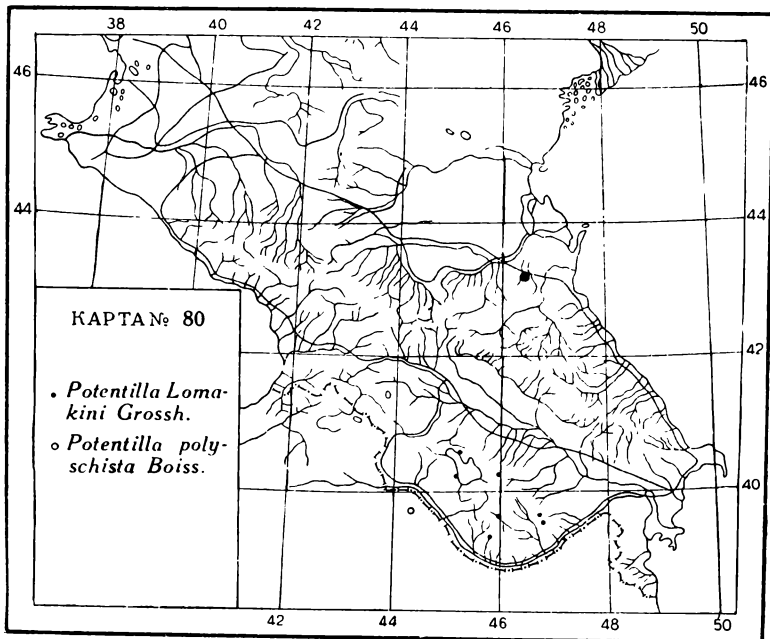 38 40 42 44 46 48 50
46 46
44 44
КАРТА № 80
42
• Potentilla Loma-
kini Grossh.
○ Potentilla poly-
schista Boiss.
40 40
42 44 46 48 50